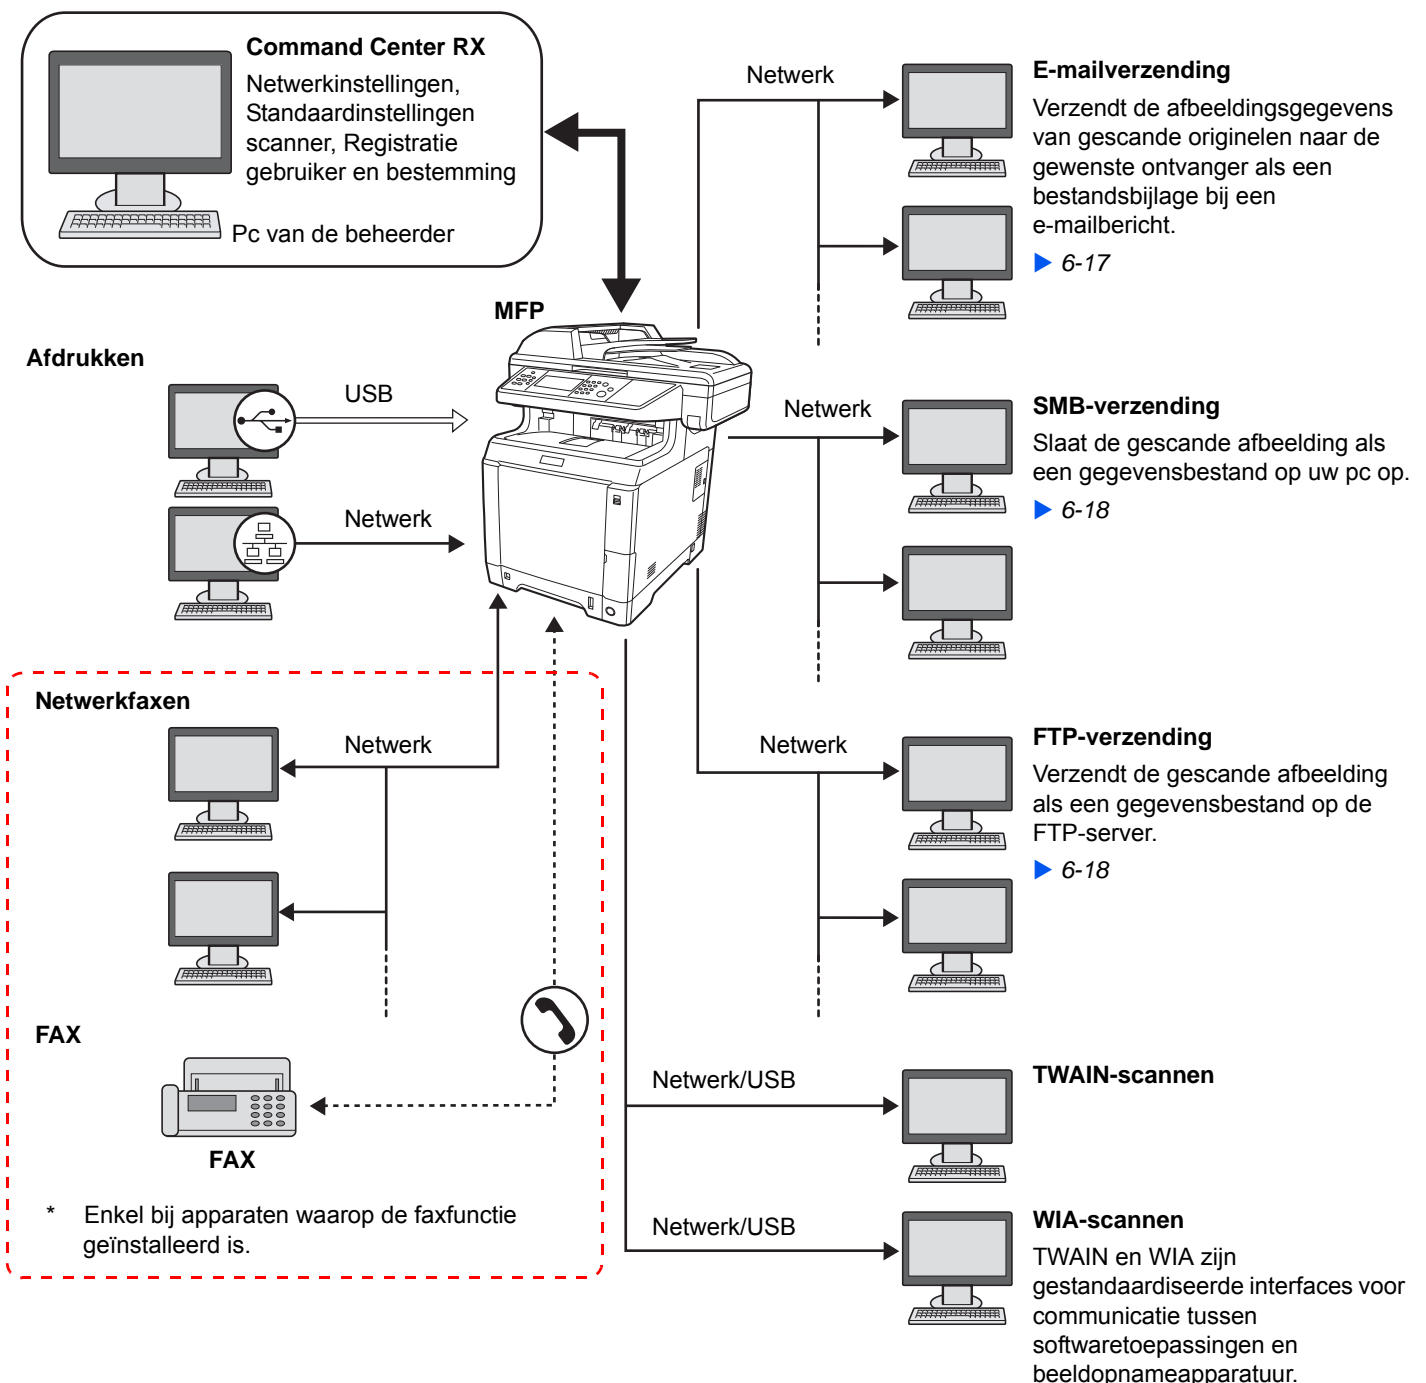 Command Center RX
Netwerkinstellingen,
Standaardinstellingen
scanner, Registratie
gebruiker en bestemming
Pc van de beheerder
MFP
Afdrukken
USB
Netwerk
Netwerkfaxen
Netwerk
FAX
FAX
* Enkel bij apparaten waarop de faxfunctie
geïnstalleerd is.
Netwerk
E-mailverzending
Verzendt de afbeeldingsgegevens
van gescande originelen naar de
gewenste ontvanger als een
bestandsbijlage bij een
e-mailbericht.
6-17
Netwerk
SMB-verzending
Slaat de gescande afbeelding als
een gegevensbestand op uw pc op.
6-18
Netwerk
FTP-verzending
Verzendt de gescande afbeelding
als een gegevensbestand op de
FTP-server.
6-18
Netwerk/USB
TWAIN-scannen
Netwerk/USB
WIA-scannen
TWAIN en WIA zijn
gestandaardiseerde interfaces voor
communicatie tussen
softwaretoepassingen en
beeldopnameapparatuur.